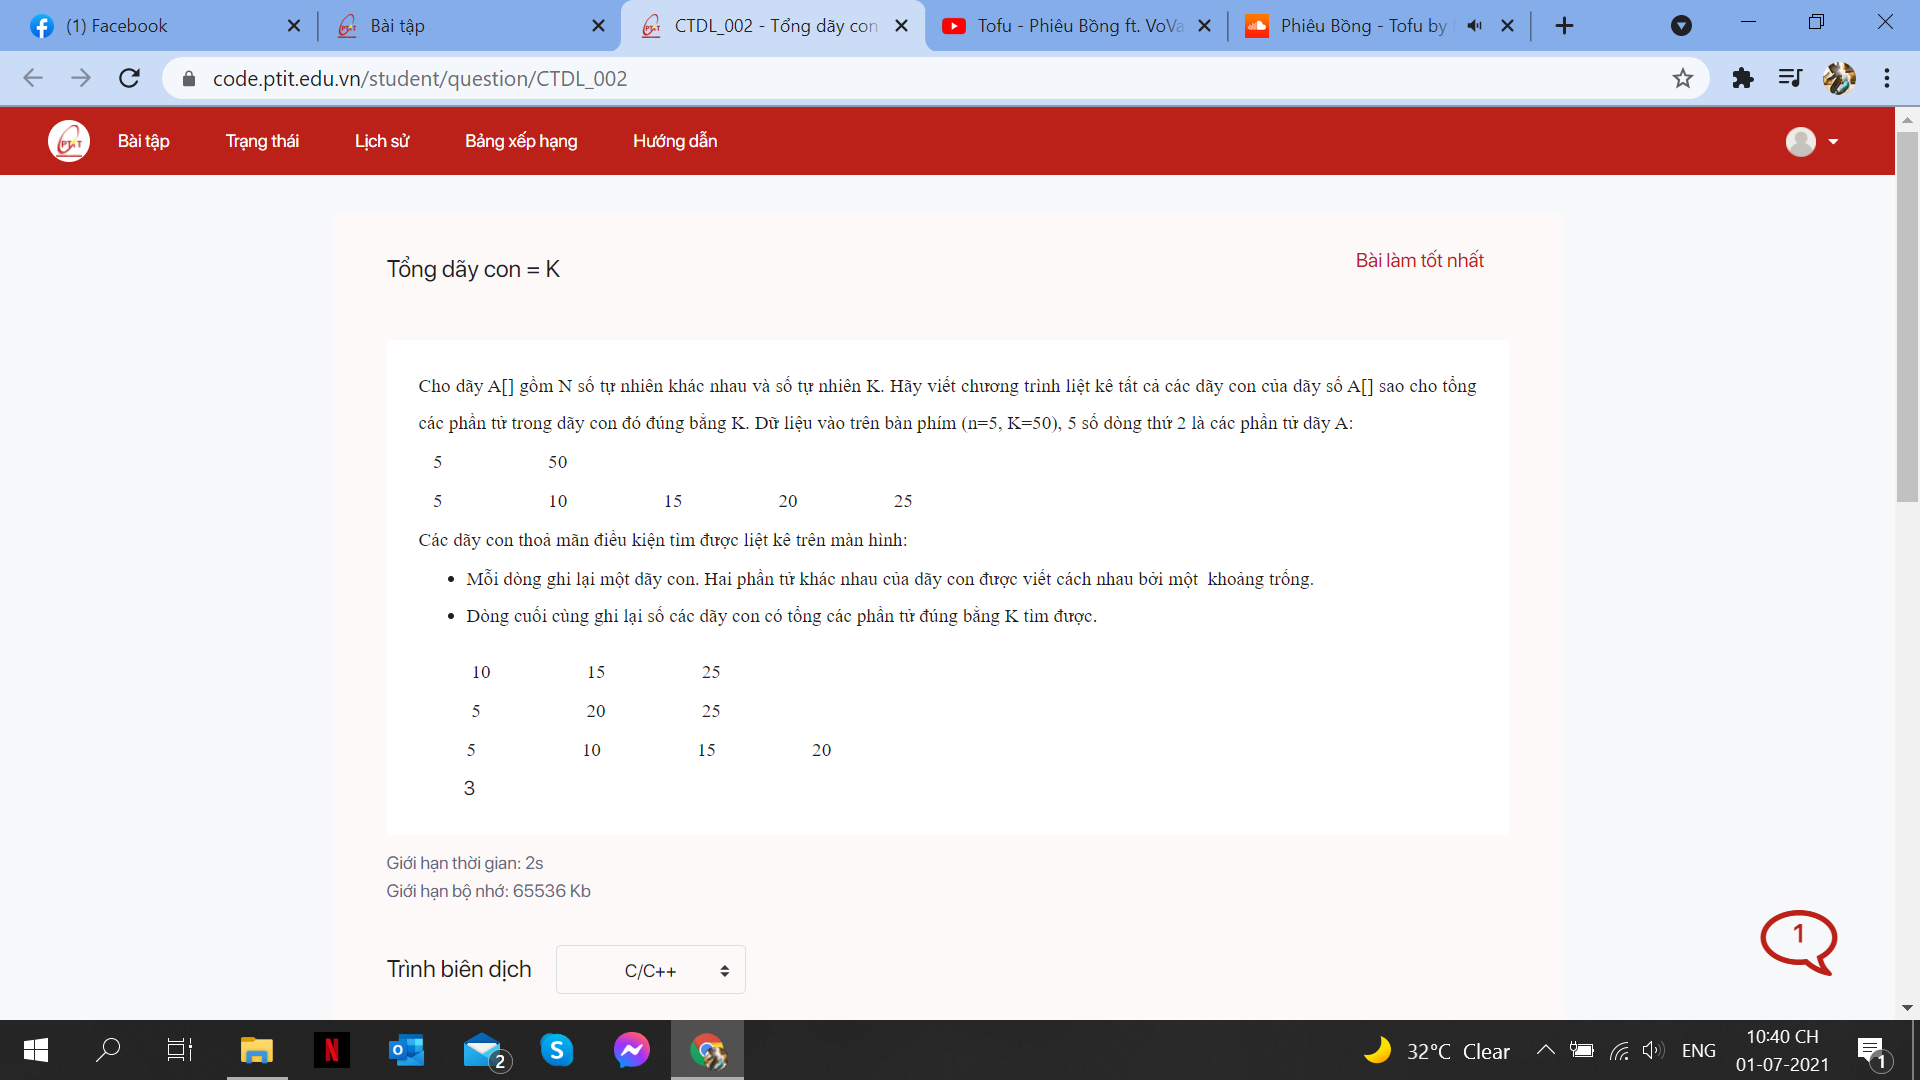 (1) Facebook
Bài tập
CTDL_002 - Tổng dãy con
Tofu - Phiêu Bồng ft. VoVa
Phiêu Bồng - Tofu by
code.ptit.edu.vn/student/question/CTDL_002
PTIT
Bài tập
Trạng thái
Lịch sử
Bảng xếp hạng
Hướng dẫn
Tổng dãy con = K
Bài làm tốt nhất
Cho dãy A[] gồm N số tự nhiên khác nhau và số tự nhiên K. Hãy viết chương trình liệt kê tất cả các dãy con của dãy số A[] sao cho tổng
các phần tử trong dãy con đó đúng bằng K. Dữ liệu vào trên bàn phím (n=5, K=50), 5 số dòng thứ 2 là các phần tử dãy A:
5 50
5 10 15 20 25
Các dãy con thoả mãn điều kiện tìm được liệt kê trên màn hình:
• Mỗi dòng ghi lại một dãy con. Hai phần tử khác nhau của dãy con được viết cách nhau bởi một khoảng trống.
• Dòng cuối cùng ghi lại số các dãy con có tổng các phần tử đúng bằng K tìm được.
10 15 25
5 20 25
5 10 15 20
3
Giới hạn thời gian: 2s
Giới hạn bộ nhớ: 65536 Kb
1
Trình biên dịch
C/C++
N
2
S
32°C Clear
ENG
10:40 CH
01-07-2021
1